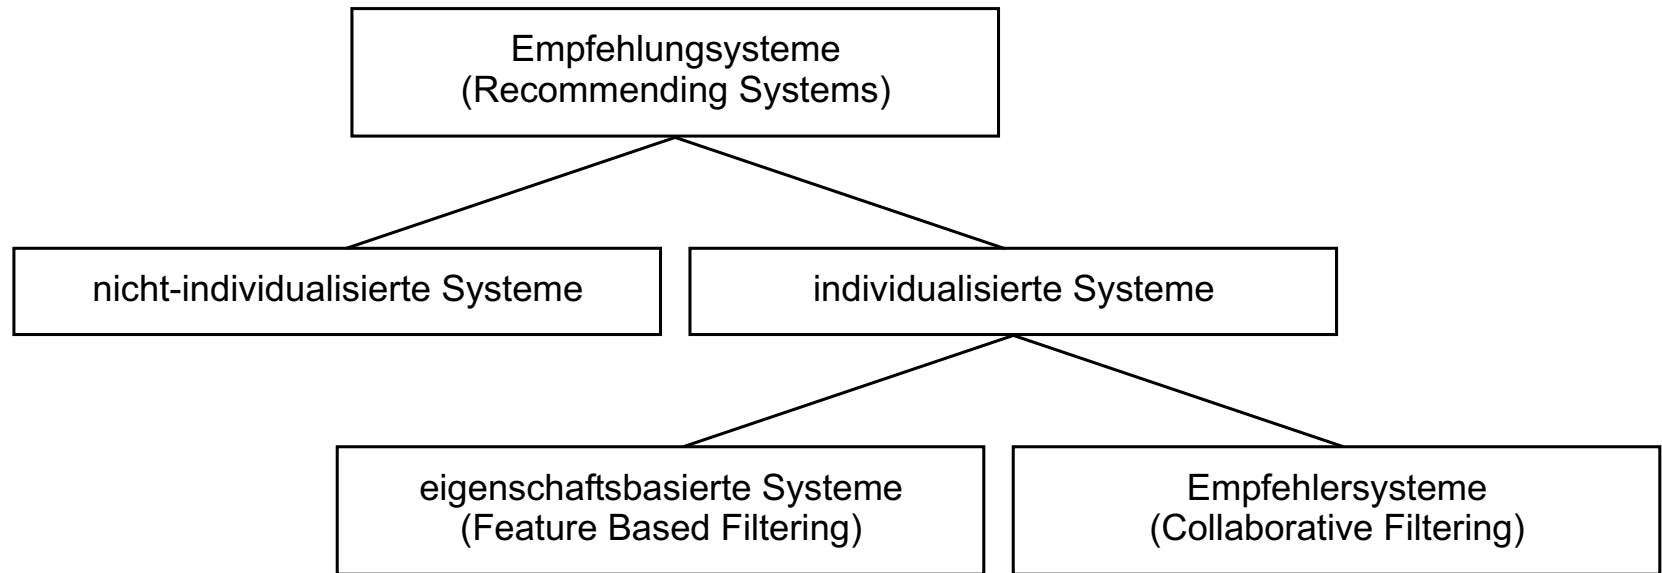 Empfehlungsysteme
(Recommending Systems)
nicht-individualisierte Systeme
individualisierte Systeme
eigenschaftsbasierte Systeme
(Feature Based Filtering)
Empfehlersysteme
(Collaborative Filtering)